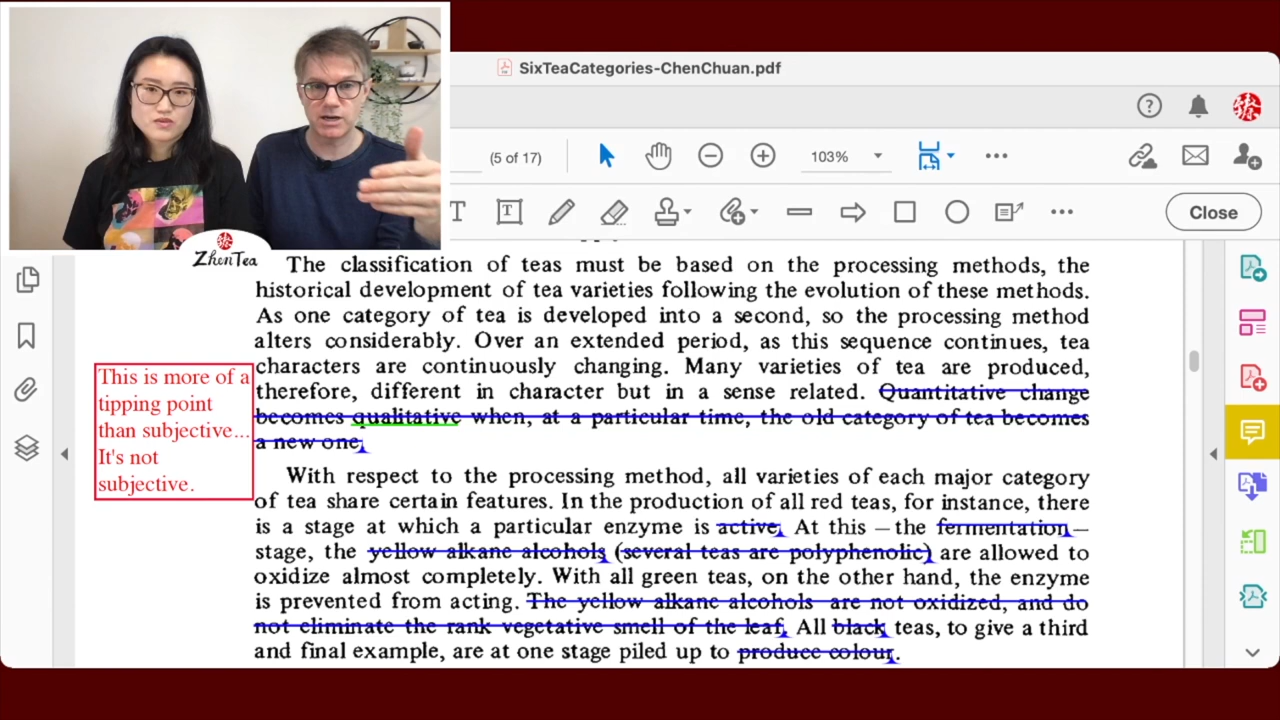 SixTeaCategories-ChenChuan.pdf
(5 of 17)
103%
Close
ZhenTea
The classification of teas must be based on the processing methods, the
historical development of tea varieties following the evolution of these methods.
As one category of tea is developed into a second, so the processing method
alters considerably. Over an extended period, as this sequence continues, tea
characters are continuously changing. Many varieties of tea are produced,
therefore, different in character but in a sense related. Quantitative change
becomes qualitative when, at a particular time, the old category of tea becomes
a new one.
This is more of a
tipping point
than subjective...
It's not
subjective.
With respect to the processing method, all varieties of each major category
of tea share certain features. In the production of all red teas, for instance, there
is a stage at which a particular enzyme is active. At this – the fermentation –
stage, the yellow alkane alcohols (several teas are polyphenolic) are allowed to
oxidize almost completely. With all green teas, on the other hand, the enzyme
is prevented from acting. The yellow alkane alcohols are not oxidized, and do
not eliminate the rank vegetative smell of the leaf. All black teas, to give a third
and final example, are at one stage piled up to produce colour.